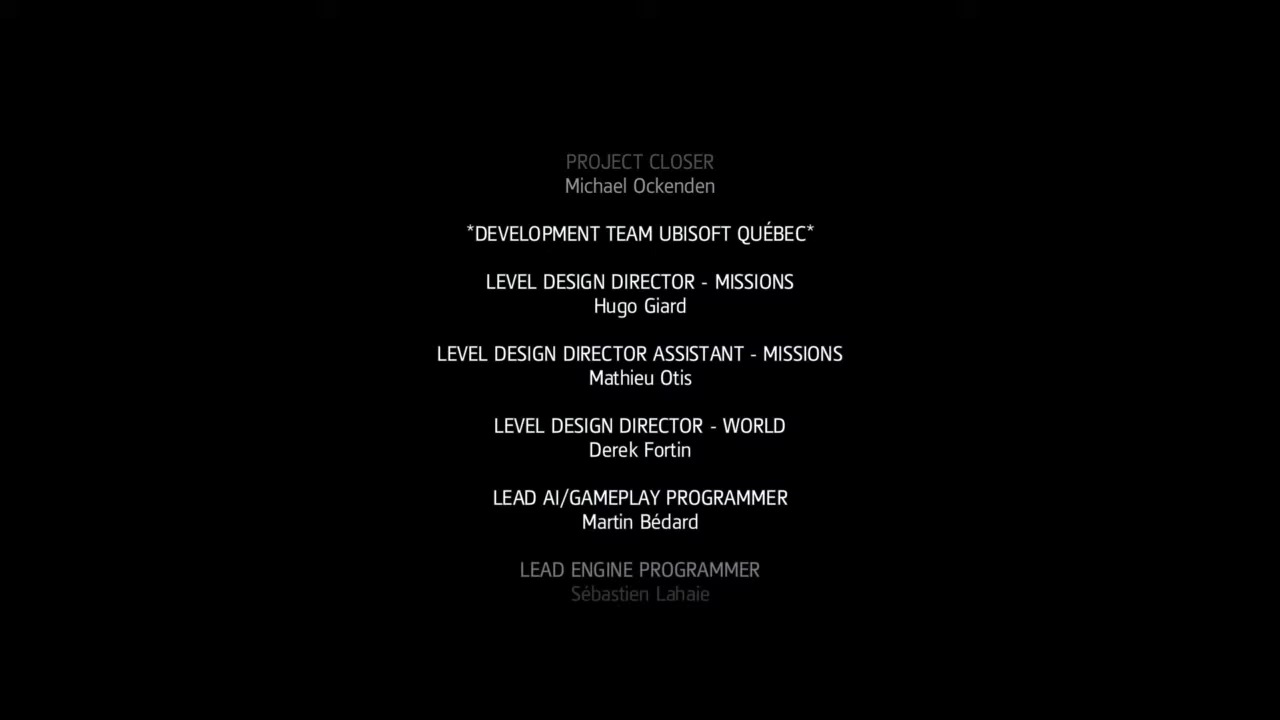 PROJECT CLOSER
Michael Ockenden
*DEVELOPMENT TEAM UBISOFT QUÉBEC*
LEVEL DESIGN DIRECTOR - MISSIONS
Hugo Giard
LEVEL DESIGN DIRECTOR ASSISTANT - MISSIONS
Mathieu Otis
LEVEL DESIGN DIRECTOR - WORLD
Derek Fortin
LEAD AI/GAMEPLAY PROGRAMMER
Martin Bédard
LEAD ENGINE PROGRAMMER
Sébastien Lahaie